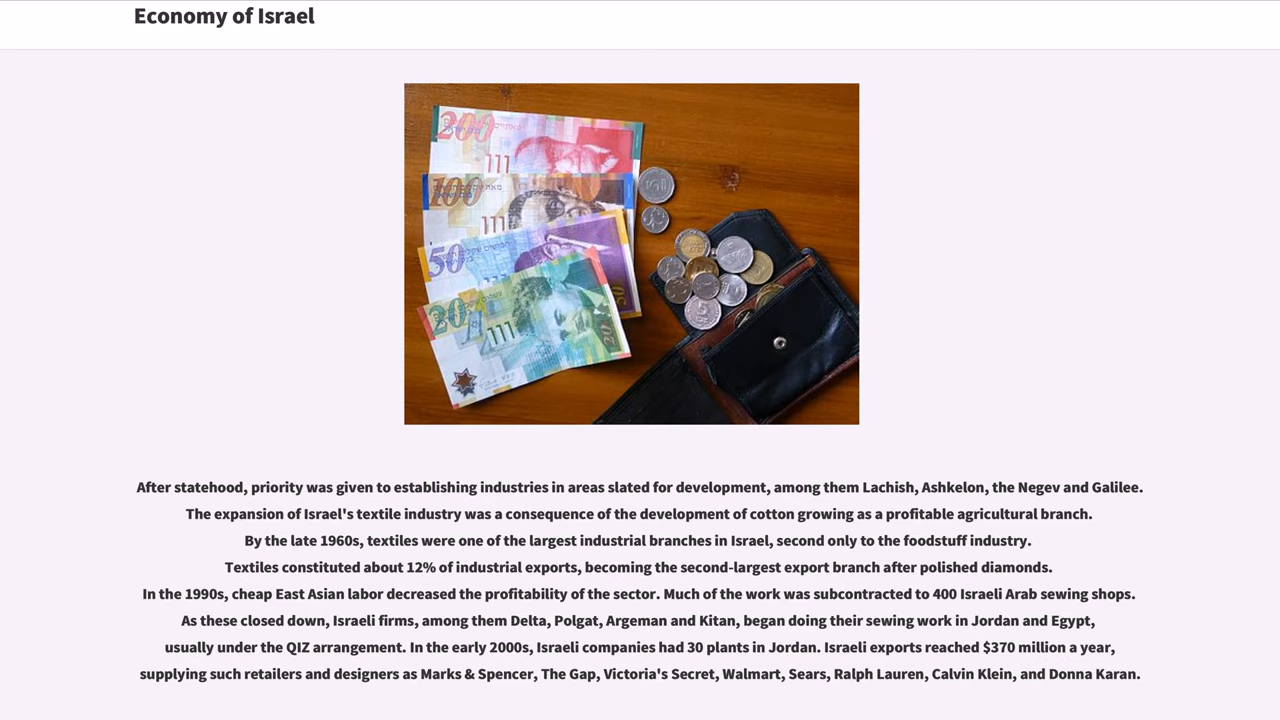 Economy of Israel
200
מאתיים
100
מאה
50
20
20
50
After statehood, priority was given to establishing industries in areas slated for development, among them Lachish, Ashkelon, the Negev and Galilee.
The expansion of Israel's textile industry was a consequence of the development of cotton growing as a profitable agricultural branch.
By the late 1960s, textiles were one of the largest industrial branches in Israel, second only to the foodstuff industry.
Textiles constituted about 12% of industrial exports, becoming the second-largest export branch after polished diamonds.
In the 1990s, cheap East Asian labor decreased the profitability of the sector. Much of the work was subcontracted to 400 Israeli Arab sewing shops.
As these closed down, Israeli firms, among them Delta, Polgat, Argeman and Kitan, began doing their sewing work in Jordan and Egypt,
usually under the QIZ arrangement. In the early 2000s, Israeli companies had 30 plants in Jordan. Israeli exports reached $370 million a year,
supplying such retailers and designers as Marks & Spencer, The Gap, Victoria's Secret, Walmart, Sears, Ralph Lauren, Calvin Klein, and Donna Karan.